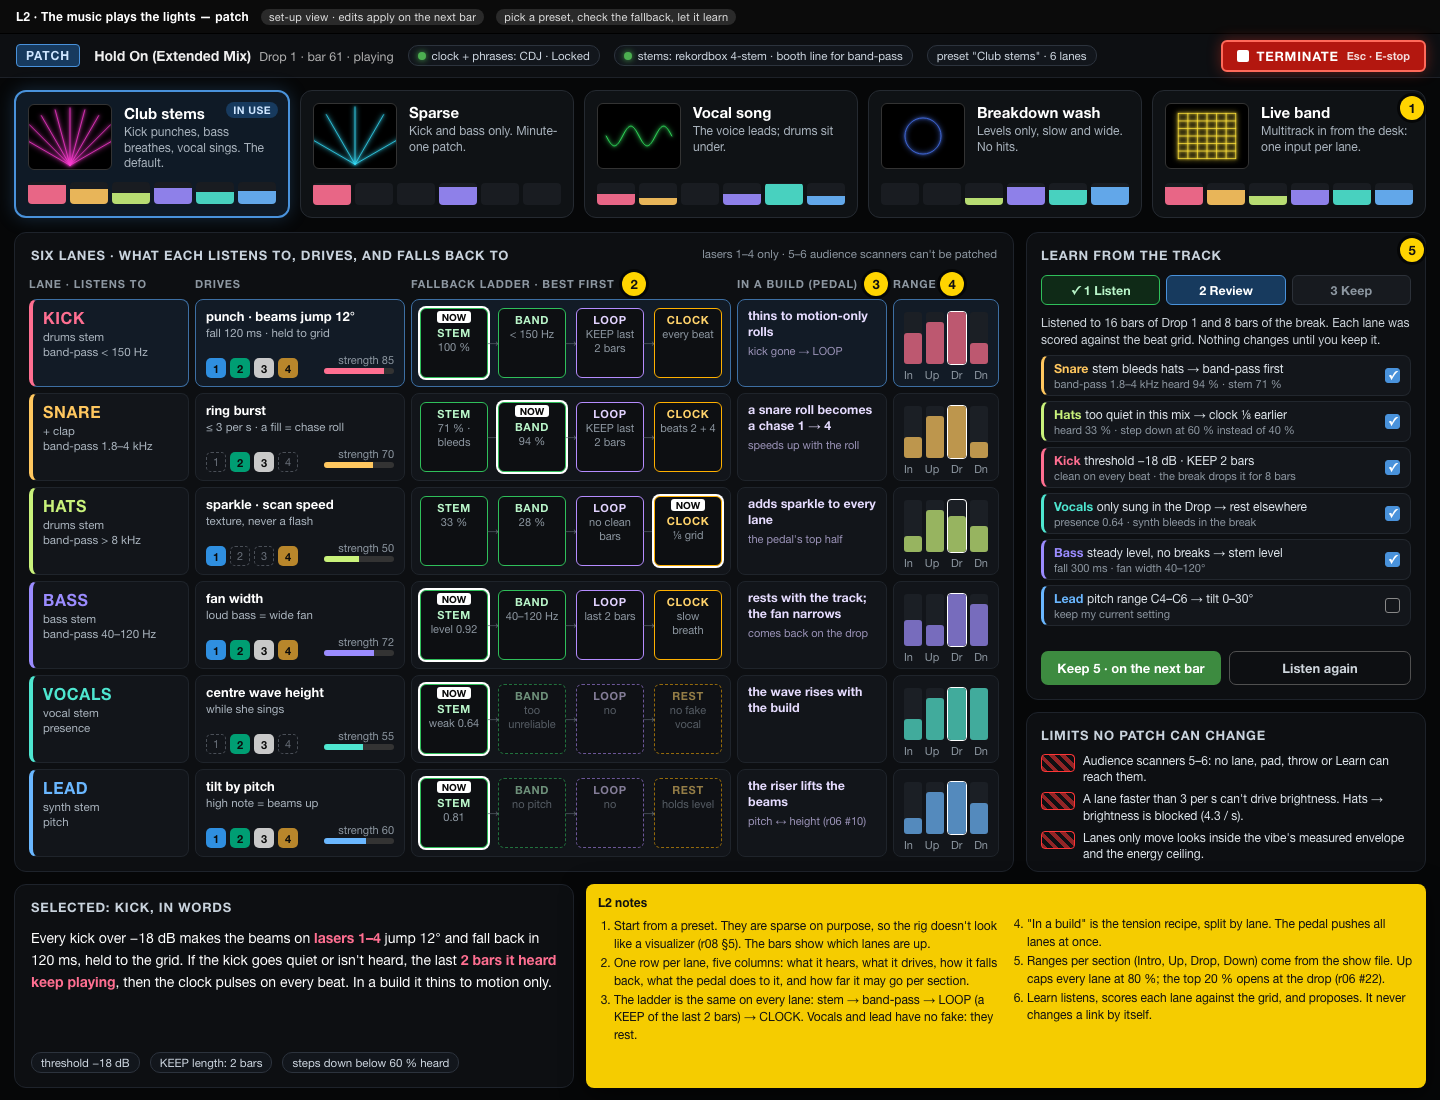 L2 · The music plays the lights — patch
set-up view · edits apply on the next bar
pick a preset, check the fallback, let it learn
PATCH
Hold On (Extended Mix)
Drop 1 · bar 61 · playing
clock + phrases: CDJ · Locked
stems: rekordbox 4-stem · booth line for band-pass
preset "Club stems" · 6 lanes
TERMINATE Esc · E-stop
Club stems
IN USE
Kick punches, bass
breathes, vocal sings. The
default.
Sparse
Kick and bass only. Minute-
one patch.
Vocal song
The voice leads; drums sit
under.
Breakdown wash
Levels only, slow and wide.
No hits.
Live band
Multitrack in from the desk:
one input per lane.
1
SIX LANES · WHAT EACH LISTENS TO, DRIVES, AND FALLS BACK TO
lasers 1–4 only · 5–6 audience scanners can't be patched
LANE · LISTENS TO
DRIVES
FALLBACK LADDER · BEST FIRST
2
IN A BUILD (PEDAL)
3
RANGE
4
KICK
drums stem
band-pass < 150 Hz
punch · beams jump 12°
fall 120 ms · held to grid
1 2 3 4
strength 85
NOW
STEM
100 %
BAND
< 150 Hz
LOOP
KEEP last
2 bars
CLOCK
every beat
thins to motion-only
rolls
kick gone → LOOP
In Up Dr Dn
SNARE
+ clap
band-pass 1.8–4 kHz
ring burst
≤ 3 per s · a fill = chase roll
1 2 3 4
strength 70
STEM
71 % ·
bleeds
NOW
BAND
94 %
LOOP
KEEP last
2 bars
CLOCK
beats 2 + 4
a snare roll becomes
a chase 1 → 4
speeds up with the roll
In Up Dr Dn
HATS
drums stem
band-pass > 8 kHz
sparkle · scan speed
texture, never a flash
1 2 3 4
strength 50
STEM
33 %
BAND
28 %
LOOP
no clean
bars
NOW
CLOCK
⅛ grid
adds sparkle to every
lane
the pedal's top half
In Up Dr Dn
BASS
bass stem
band-pass 40–120 Hz
fan width
loud bass = wide fan
1 2 3 4
strength 72
NOW
STEM
level 0.92
BAND
40–120 Hz
LOOP
last 2 bars
CLOCK
slow
breath
rests with the track;
the fan narrows
comes back on the drop
In Up Dr Dn
VOCALS
vocal stem
presence
centre wave height
while she sings
1 2 3 4
strength 55
NOW
STEM
weak 0.64
BAND
too
unreliable
LOOP
no
REST
no fake
vocal
the wave rises with
the build
In Up Dr Dn
LEAD
synth stem
pitch
tilt by pitch
high note = beams up
1 2 3 4
strength 60
NOW
STEM
0.81
BAND
no pitch
LOOP
no
REST
holds level
the riser lifts the
beams
pitch ↔ height (r06 #10)
In Up Dr Dn
LEARN FROM THE TRACK
5
✓ 1 Listen
2 Review
3 Keep
Listened to 16 bars of Drop 1 and 8 bars of the break. Each lane was
scored against the beat grid. Nothing changes until you keep it.
Snare stem bleeds hats → band-pass first
band-pass 1.8–4 kHz heard 94 % · stem 71 %
Hats too quiet in this mix → clock ⅛ earlier
heard 33 % · step down at 60 % instead of 40 %
Kick threshold −18 dB · KEEP 2 bars
clean on every beat · the break drops it for 8 bars
Vocals only sung in the Drop → rest elsewhere
presence 0.64 · synth bleeds in the break
Bass steady level, no breaks → stem level
fall 300 ms · fan width 40–120°
Lead pitch range C4–C6 → tilt 0–30°
keep my current setting
Keep 5 · on the next bar
Listen again
LIMITS NO PATCH CAN CHANGE
Audience scanners 5–6: no lane, pad, throw or Learn can
reach them.
A lane faster than 3 per s can't drive brightness. Hats →
brightness is blocked (4.3 / s).
Lanes only move looks inside the vibe's measured envelope
and the energy ceiling.
SELECTED: KICK, IN WORDS
Every kick over −18 dB makes the beams on lasers 1–4 jump 12° and fall back in
120 ms, held to the grid. If the kick goes quiet or isn't heard, the last 2 bars it heard
keep playing, then the clock pulses on every beat. In a build it thins to motion only.
threshold −18 dB
KEEP length: 2 bars
steps down below 60 % heard
L2 notes
1. Start from a preset. They are sparse on purpose, so the rig doesn't look
like a visualizer (r08 §5). The bars show which lanes are up.
2. One row per lane, five columns: what it hears, what it drives, how it falls
back, what the pedal does to it, and how far it may go per section.
3. The ladder is the same on every lane: stem → band-pass → LOOP (a
KEEP of the last 2 bars) → CLOCK. Vocals and lead have no fake: they
rest.
4. "In a build" is the tension recipe, split by lane. The pedal pushes all
lanes at once.
5. Ranges per section (Intro, Up, Drop, Down) come from the show file. Up
caps every lane at 80 %; the top 20 % opens at the drop (r06 #22).
6. Learn listens, scores each lane against the grid, and proposes. It never
changes a link by itself.